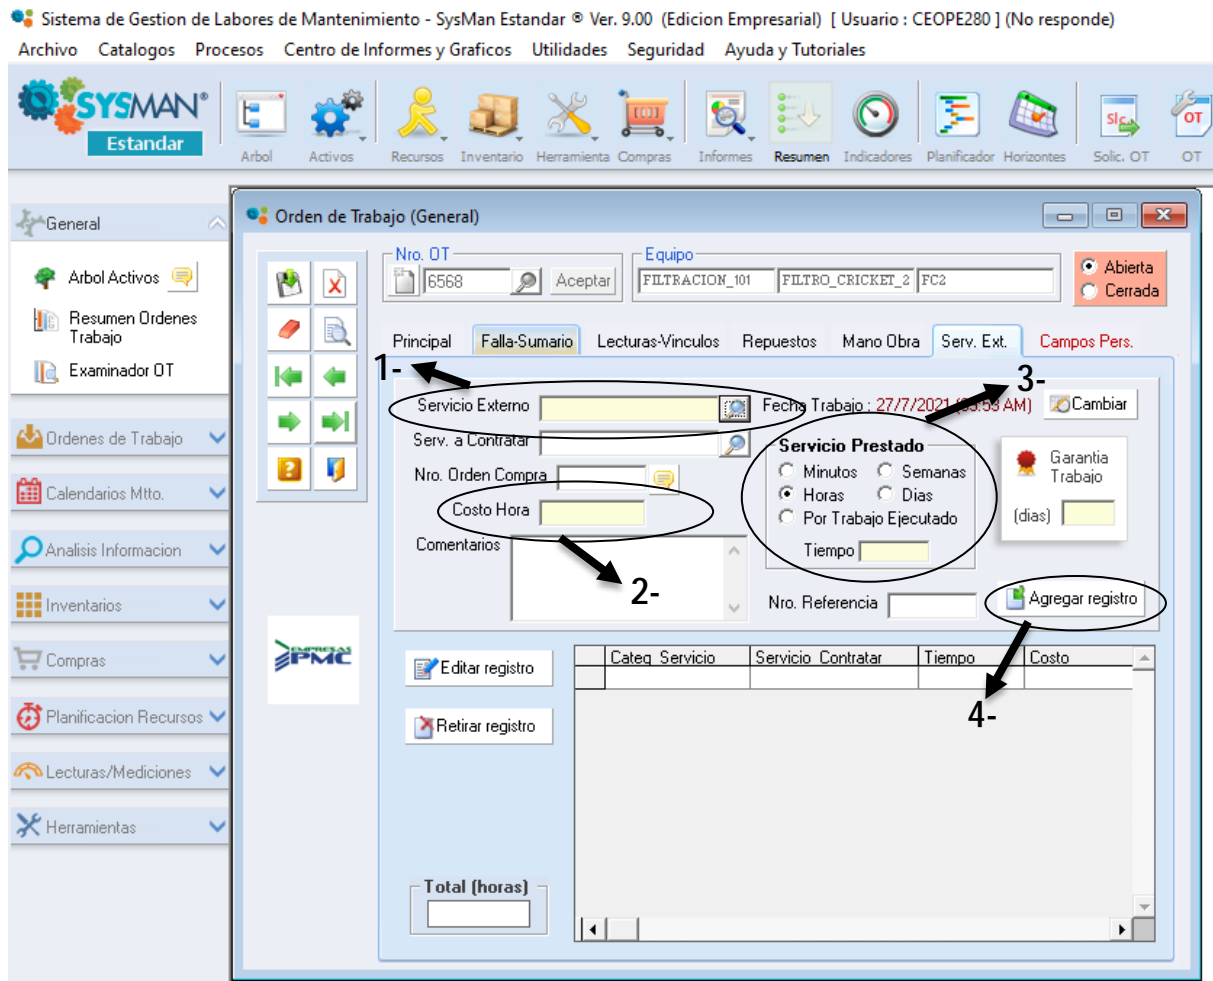 Sistema de Gestion de Labores de Mantenimiento - SysMan Estandar ® Ver. 9.00 (Edicion Empresarial) [ Usuario : CEOPE280 ] (No responde)
Archivo Catalogos Procesos Centro de Informes y Graficos Utilidades Seguridad Ayuda y Tutoriales
SYSMAN®
Estandar
Slc
OT
Arbol Activos Recursos Inventario Herramienta Compras Informes Resumen Indicadores Planificador Horizontes Solic. OT OT
General
Arbol Activos
Resumen Ordenes
Trabajo
Examinador OT
Ordenes de Trabajo
Calendarios Mtto.
Analisis Informacion
Inventarios
Compras
Planificacion Recursos
Lecturas/Mediciones
Herramientas
Orden de Trabajo (General)
Nro. OT
6568 Aceptar
Equipo
FILTRACION_101 FILTRO_CRICKET_2 FC2
Abierta
Cerrada
Principal Falla-Sumario Lecturas-Vinculos Repuestos Mano Obra Serv. Ext. Campos Pers.
1-
3-
Servicio Externo
Fecha Trabajo : 27/7/2021 (03:53 AM)
Cambiar
Serv. a Contratar
Nro. Orden Compra
Costo Hora
Comentarios
2-
Servicio Prestado
Minutos Semanas
Horas Dias
Por Trabajo Ejecutado
Tiempo
Garantia
Trabajo
(dias)
Nro. Referencia
Agregar registro
EMPRESAS
PMC
Editar registro
Retirar registro
Categ Servicio Servicio Contratar Tiempo Costo
4-
Total (horas)